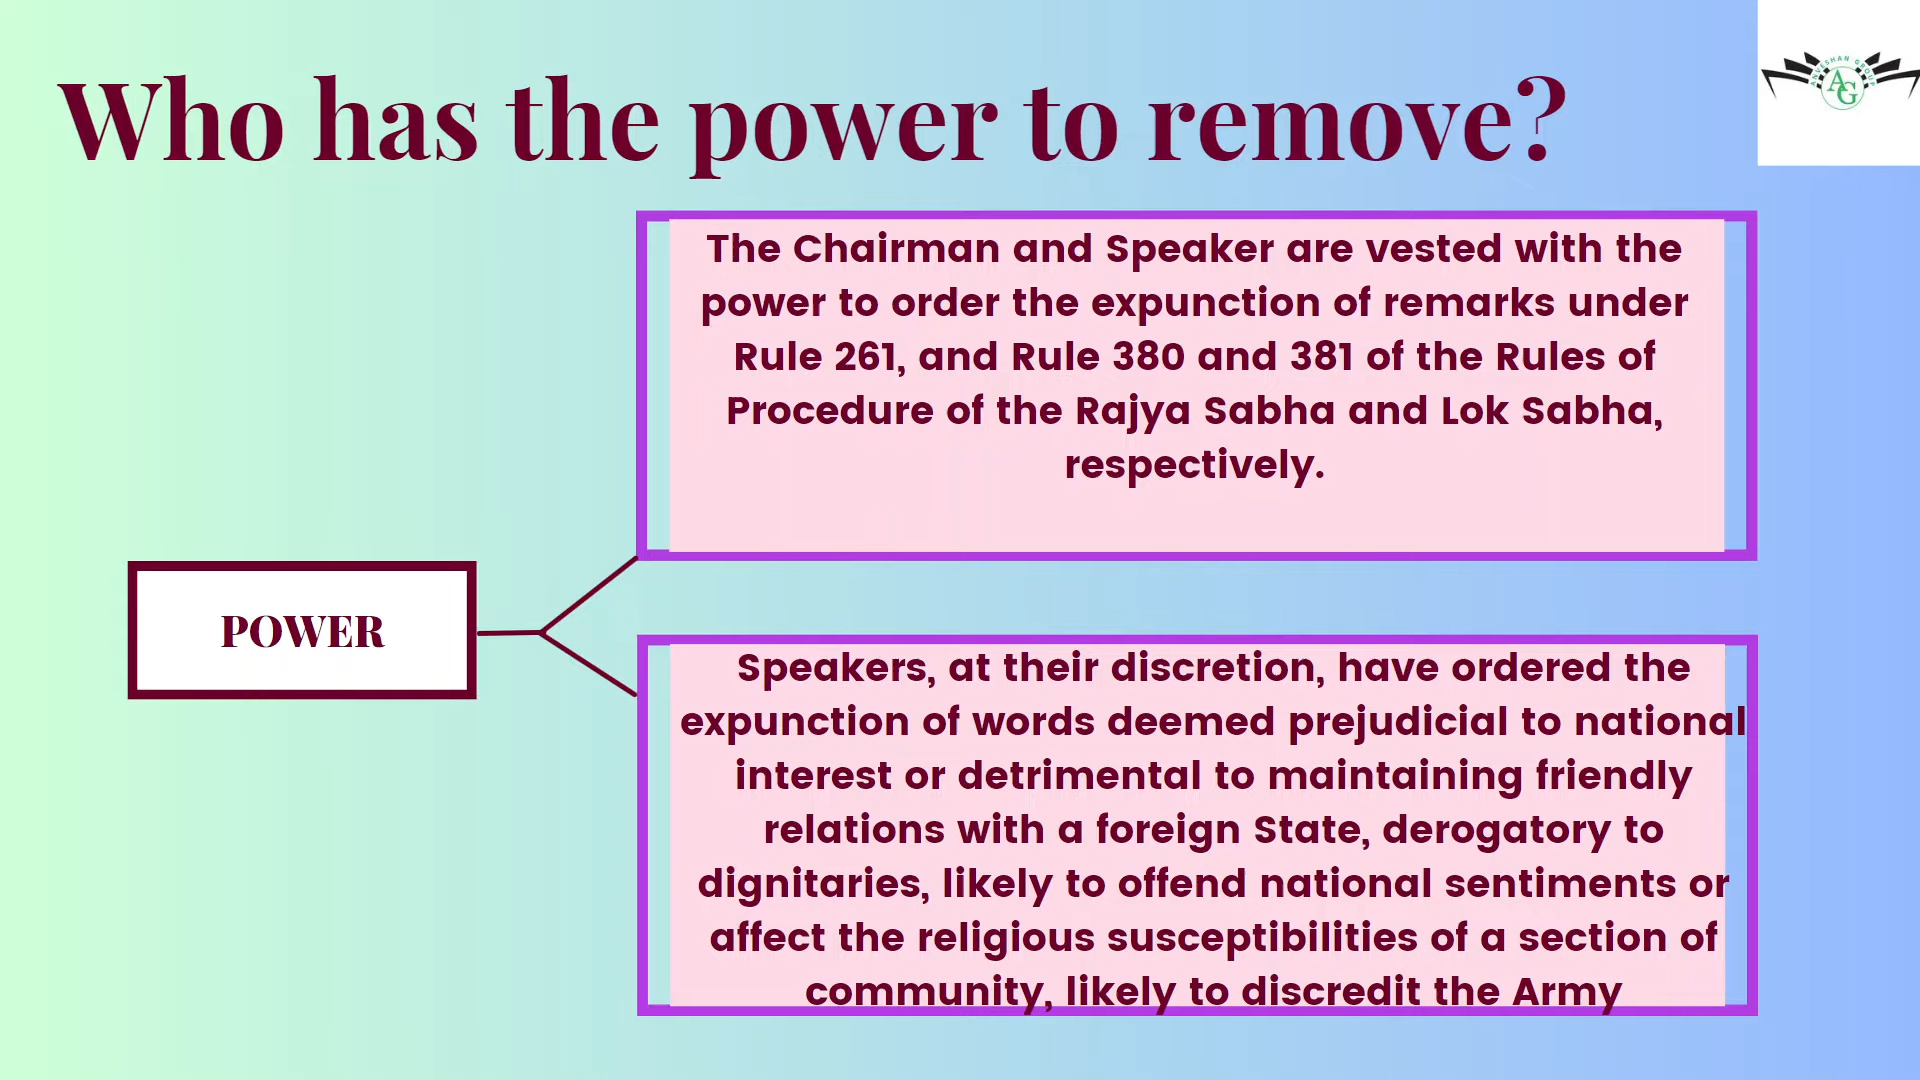 Who has the power to remove?
ANVESHAN GROUP
AG
The Chairman and Speaker are vested with the
power to order the expunction of remarks under
Rule 261, and Rule 380 and 381 of the Rules of
Procedure of the Rajya Sabha and Lok Sabha,
respectively.
POWER
Speakers, at their discretion, have ordered the
expunction of words deemed prejudicial to national
interest or detrimental to maintaining friendly
relations with a foreign State, derogatory to
dignitaries, likely to offend national sentiments or
affect the religious susceptibilities of a section of
community, likely to discredit the Army